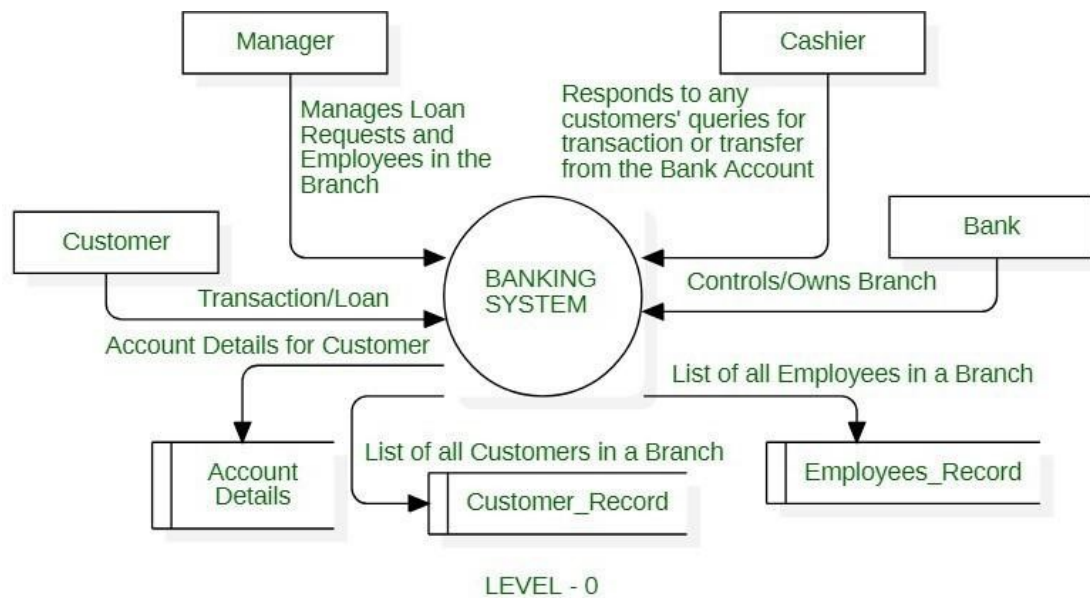 Manager
Cashier
Manages Loan
Requests and
Employees in the
Branch
Responds to any
customers' queries for
transaction or transfer
from the Bank Account
Customer
Bank
BANKING
SYSTEM
Transaction/Loan
Controls/Owns Branch
Account Details for Customer
List of all Employees in a Branch
List of all Customers in a Branch
Account
Details
Customer_Record
Employees_Record
LEVEL - 0